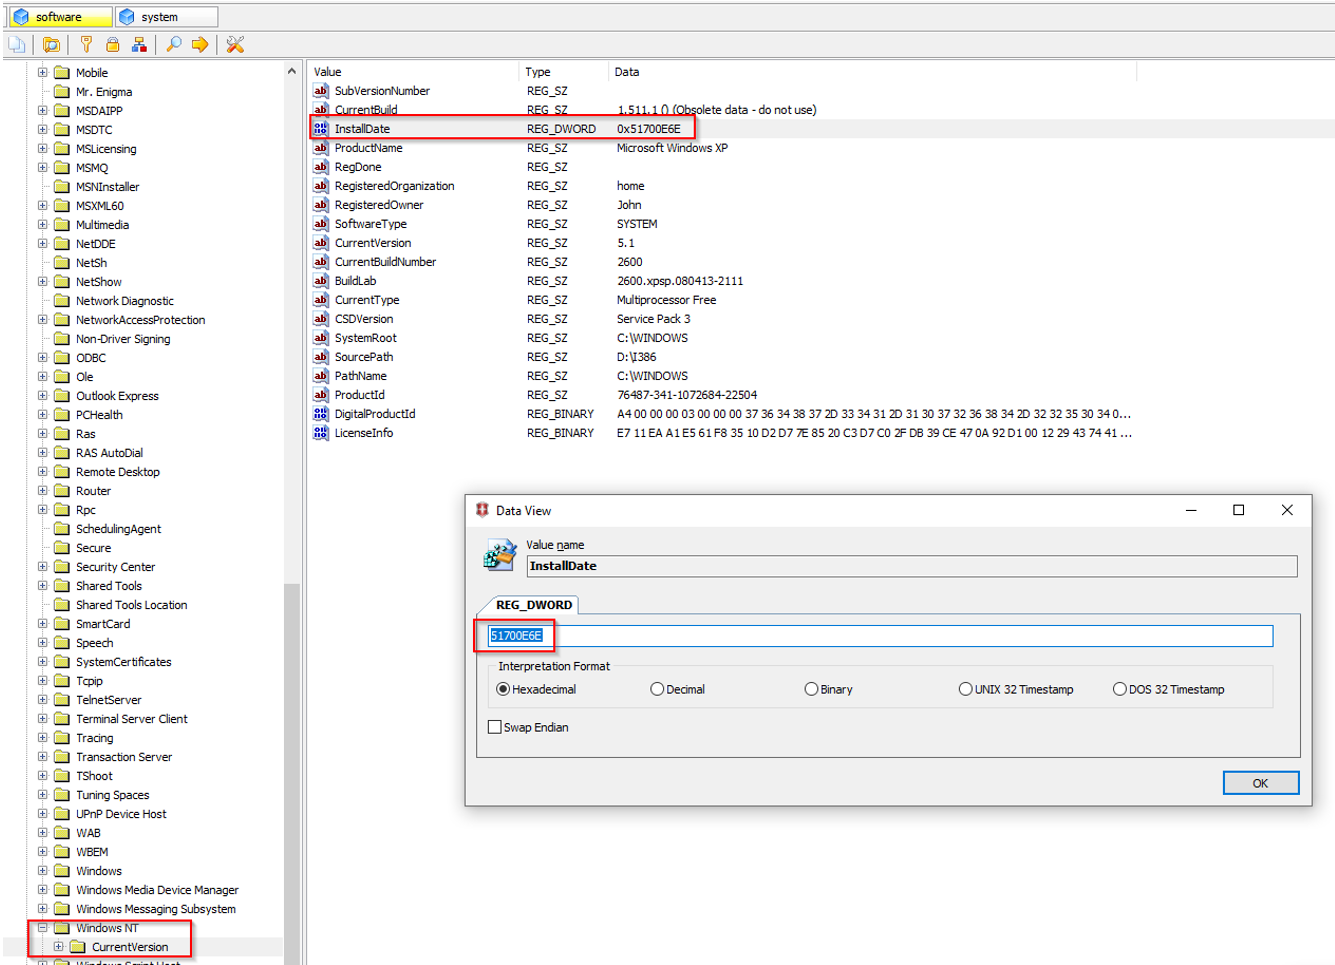 software
system
Mobile
Mr. Enigma
MSDAIPP
MSDTC
MSLicensing
MSMQ
MSNInstaller
MSXML60
Multimedia
NetDDE
NetSh
NetShow
Network Diagnostic
NetworkAccessProtection
Non-Driver Signing
ODBC
Ole
Outlook Express
PCHealth
Ras
RAS AutoDial
Remote Desktop
Router
Rpc
SchedulingAgent
Secure
Security Center
Shared Tools
Shared Tools Location
SmartCard
Speech
SystemCertificates
Tcpip
TelnetServer
Terminal Server Client
Tracing
Transaction Server
TShoot
Tuning Spaces
UPnP Device Host
WAB
WBEM
Windows
Windows Media Device Manager
Windows Messaging Subsystem
Windows NT
CurrentVersion
Windows Script Host
Value Type Data
SubVersionNumber REG_SZ
CurrentBuild REG_SZ 1.511.1 () (Obsolete data - do not use)
InstallDate REG_DWORD 0x51700E6E
ProductName REG_SZ Microsoft Windows XP
RegDone REG_SZ
RegisteredOrganization REG_SZ home
RegisteredOwner REG_SZ John
SoftwareType REG_SZ SYSTEM
CurrentVersion REG_SZ 5.1
CurrentBuildNumber REG_SZ 2600
BuildLab REG_SZ 2600.xpsp.080413-2111
CurrentType REG_SZ Multiprocessor Free
CSDVersion REG_SZ Service Pack 3
SystemRoot REG_SZ C:\WINDOWS
SourcePath REG_SZ D:\I386
PathName REG_SZ C:\WINDOWS
ProductId REG_SZ 76487-341-1072684-22504
DigitalProductId REG_BINARY A4 00 00 00 03 00 00 00 37 36 34 38 37 2D 33 34 31 2D 31 30 37 32 36 38 34 2D 32 32 35 30 34 0...
LicenseInfo REG_BINARY E7 11 EA A1 E5 61 F8 35 10 D2 D7 7E 85 20 C3 D7 C0 2F DB 39 CE 47 0A 92 D1 00 12 29 43 74 41 ...
Data View
Value name
InstallDate
REG_DWORD
51700E6E
Interpretation Format
Hexadecimal Decimal Binary UNIX 32 Timestamp DOS 32 Timestamp
Swap Endian
OK